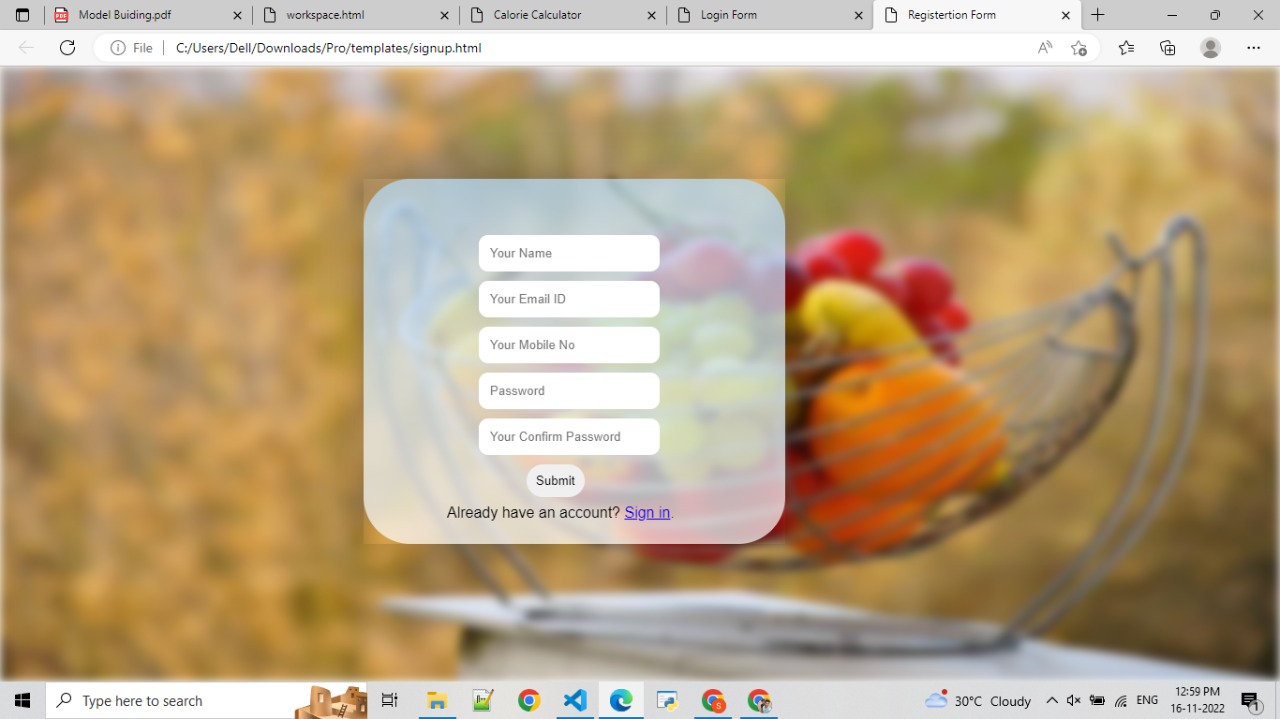 Model Buiding.pdf
workspace.html
Calorie Calculator
Login Form
Registertion Form
File
C:/Users/Dell/Downloads/Pro/templates/signup.html
Your Name
Your Email ID
Your Mobile No
Password
Your Confirm Password
Submit
Already have an account? Sign in.
Type here to search
30°C Cloudy
ENG
12:59 PM
16-11-2022
1